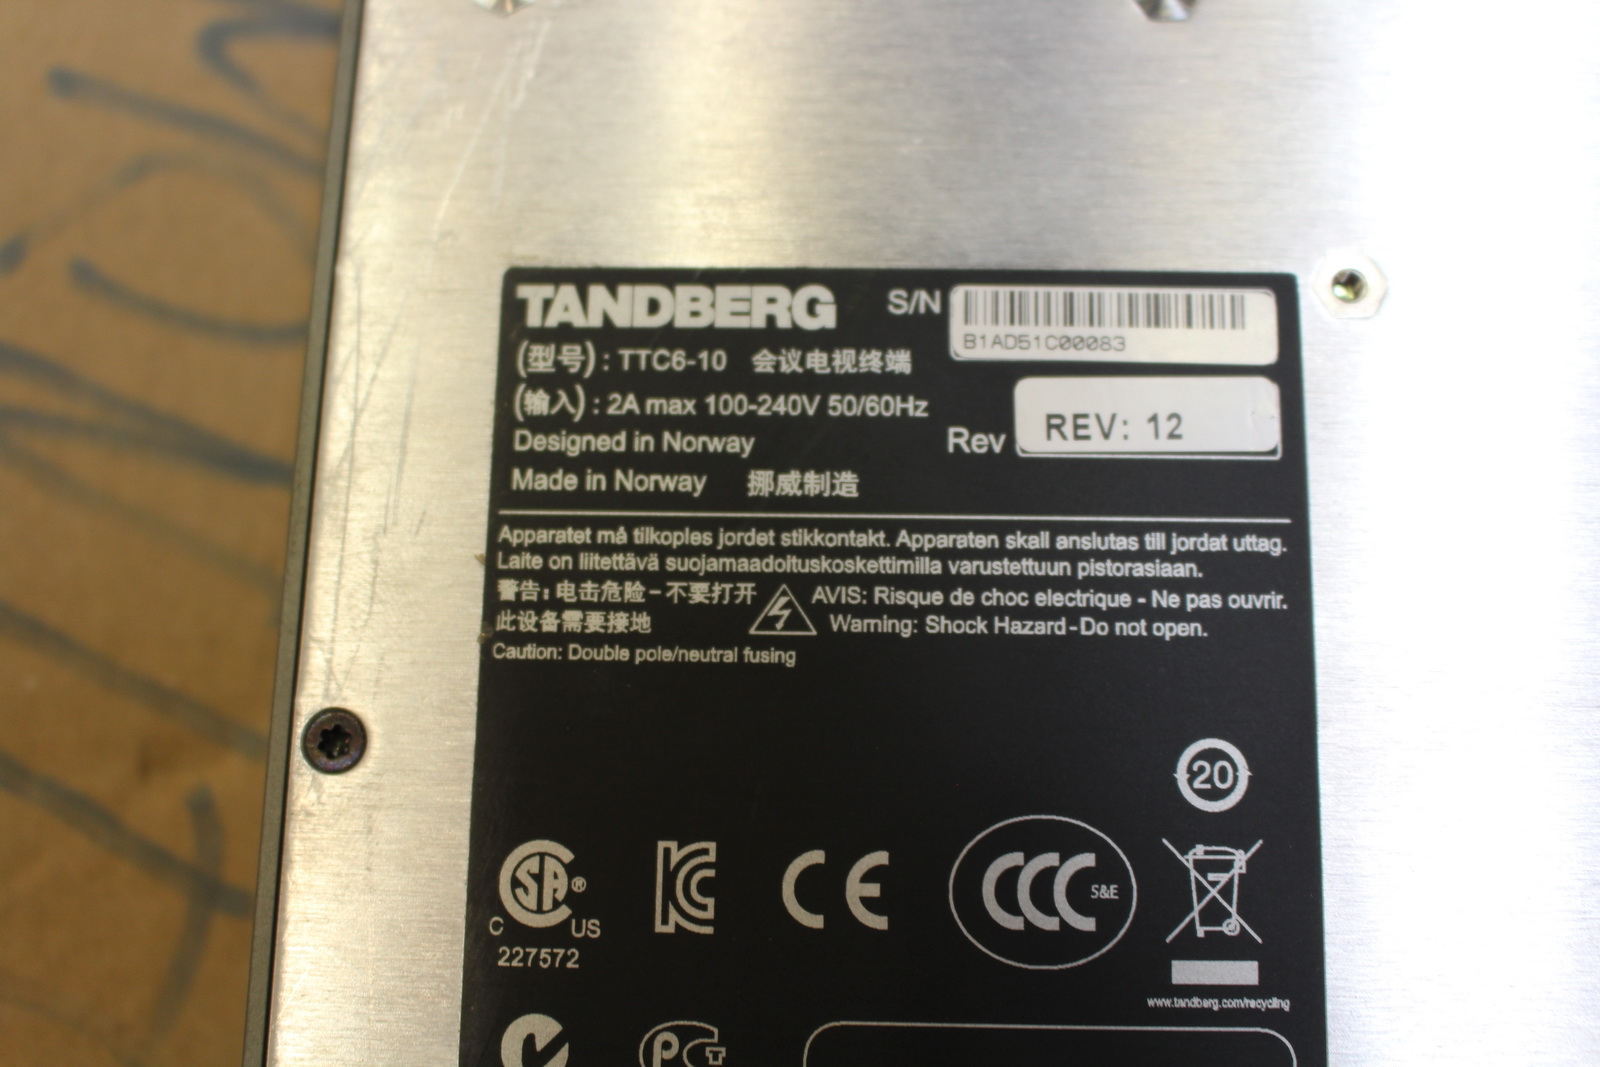 TANDBERG S/N
B1AD51C00083
(型号) : TTC6-10 会议电视终端
(输入) : 2A max 100-240V 50/60Hz
Rev REV: 12
Designed in Norway
Made in Norway 挪威制造
Apparatet må tilkoples jordet stikkontakt. Apparaten skall anslutas till jordat uttag.
Laite on liitettävä suojamaadoituskoskettimilla varustettuun pistorasiaan.
警告: 电击危险-不要打开 AVIS: Risque de choc electrique - Ne pas ouvrir.
此设备需要接地 Warning: Shock Hazard-Do not open.
Caution: Double pole/neutral fusing
20
SA ® C US
227572
KC
CE
CCC S&E
www.tandberg.com/recycling
PCT